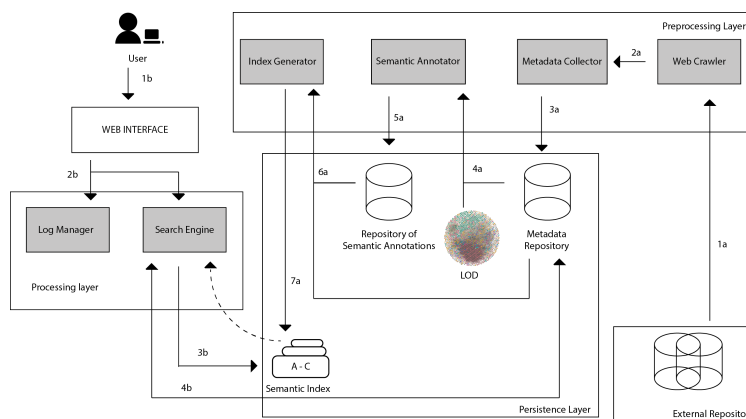 Preprocessing Layer
Index Generator
Semantic Annotator
Metadata Collector
2a
Web Crawler
User
1b
WEB INTERFACE
2b
5a
3a
6a
4a
Log Manager
Search Engine
Repository of
Semantic Annotations
Metadata
Repository
LOD
1a
Processing layer
7a
3b
A - C
Semantic Index
4b
Persistence Layer
External Reposito